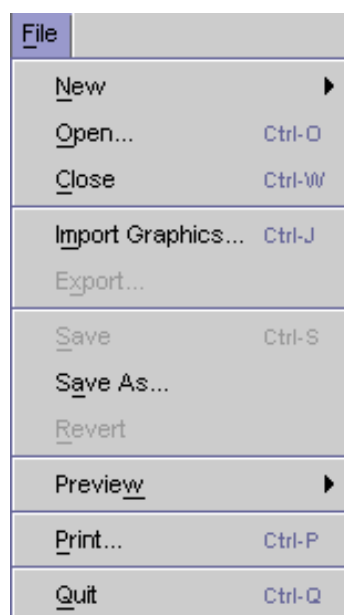 File
New
Open... Ctrl-O
Close Ctrl-W
Import Graphics... Ctrl-J
Export...
Save Ctrl-S
Save As...
Revert
Preview
Print... Ctrl-P
Quit Ctrl-Q